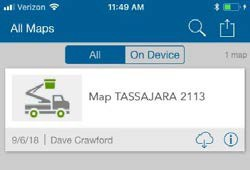 Verizon 11:49 AM
All Maps
All On Device
1 map
Map TASSAJARA 2113
9/6/18 Dave Crawford